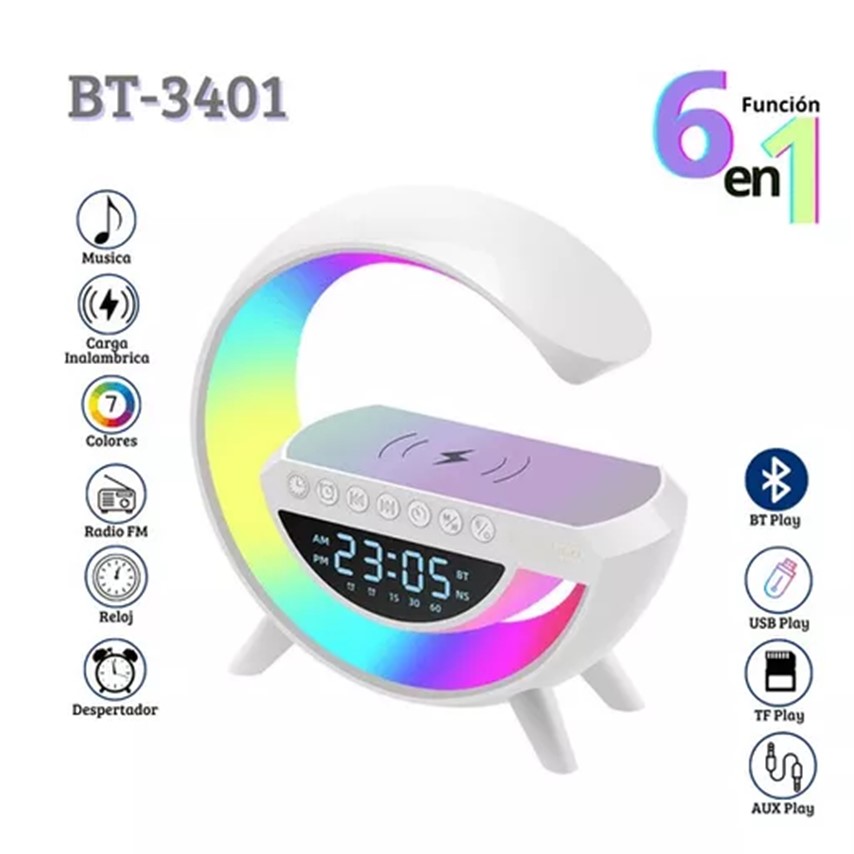 BT-3401
6
Función
en 1
Musica
Carga
Inalambrica
7
Colores
Radio FM
Reloj
Despertador
AM
PM
23:05
BT
NS
15 30 60
BT Play
USB Play
TF Play
AUX Play